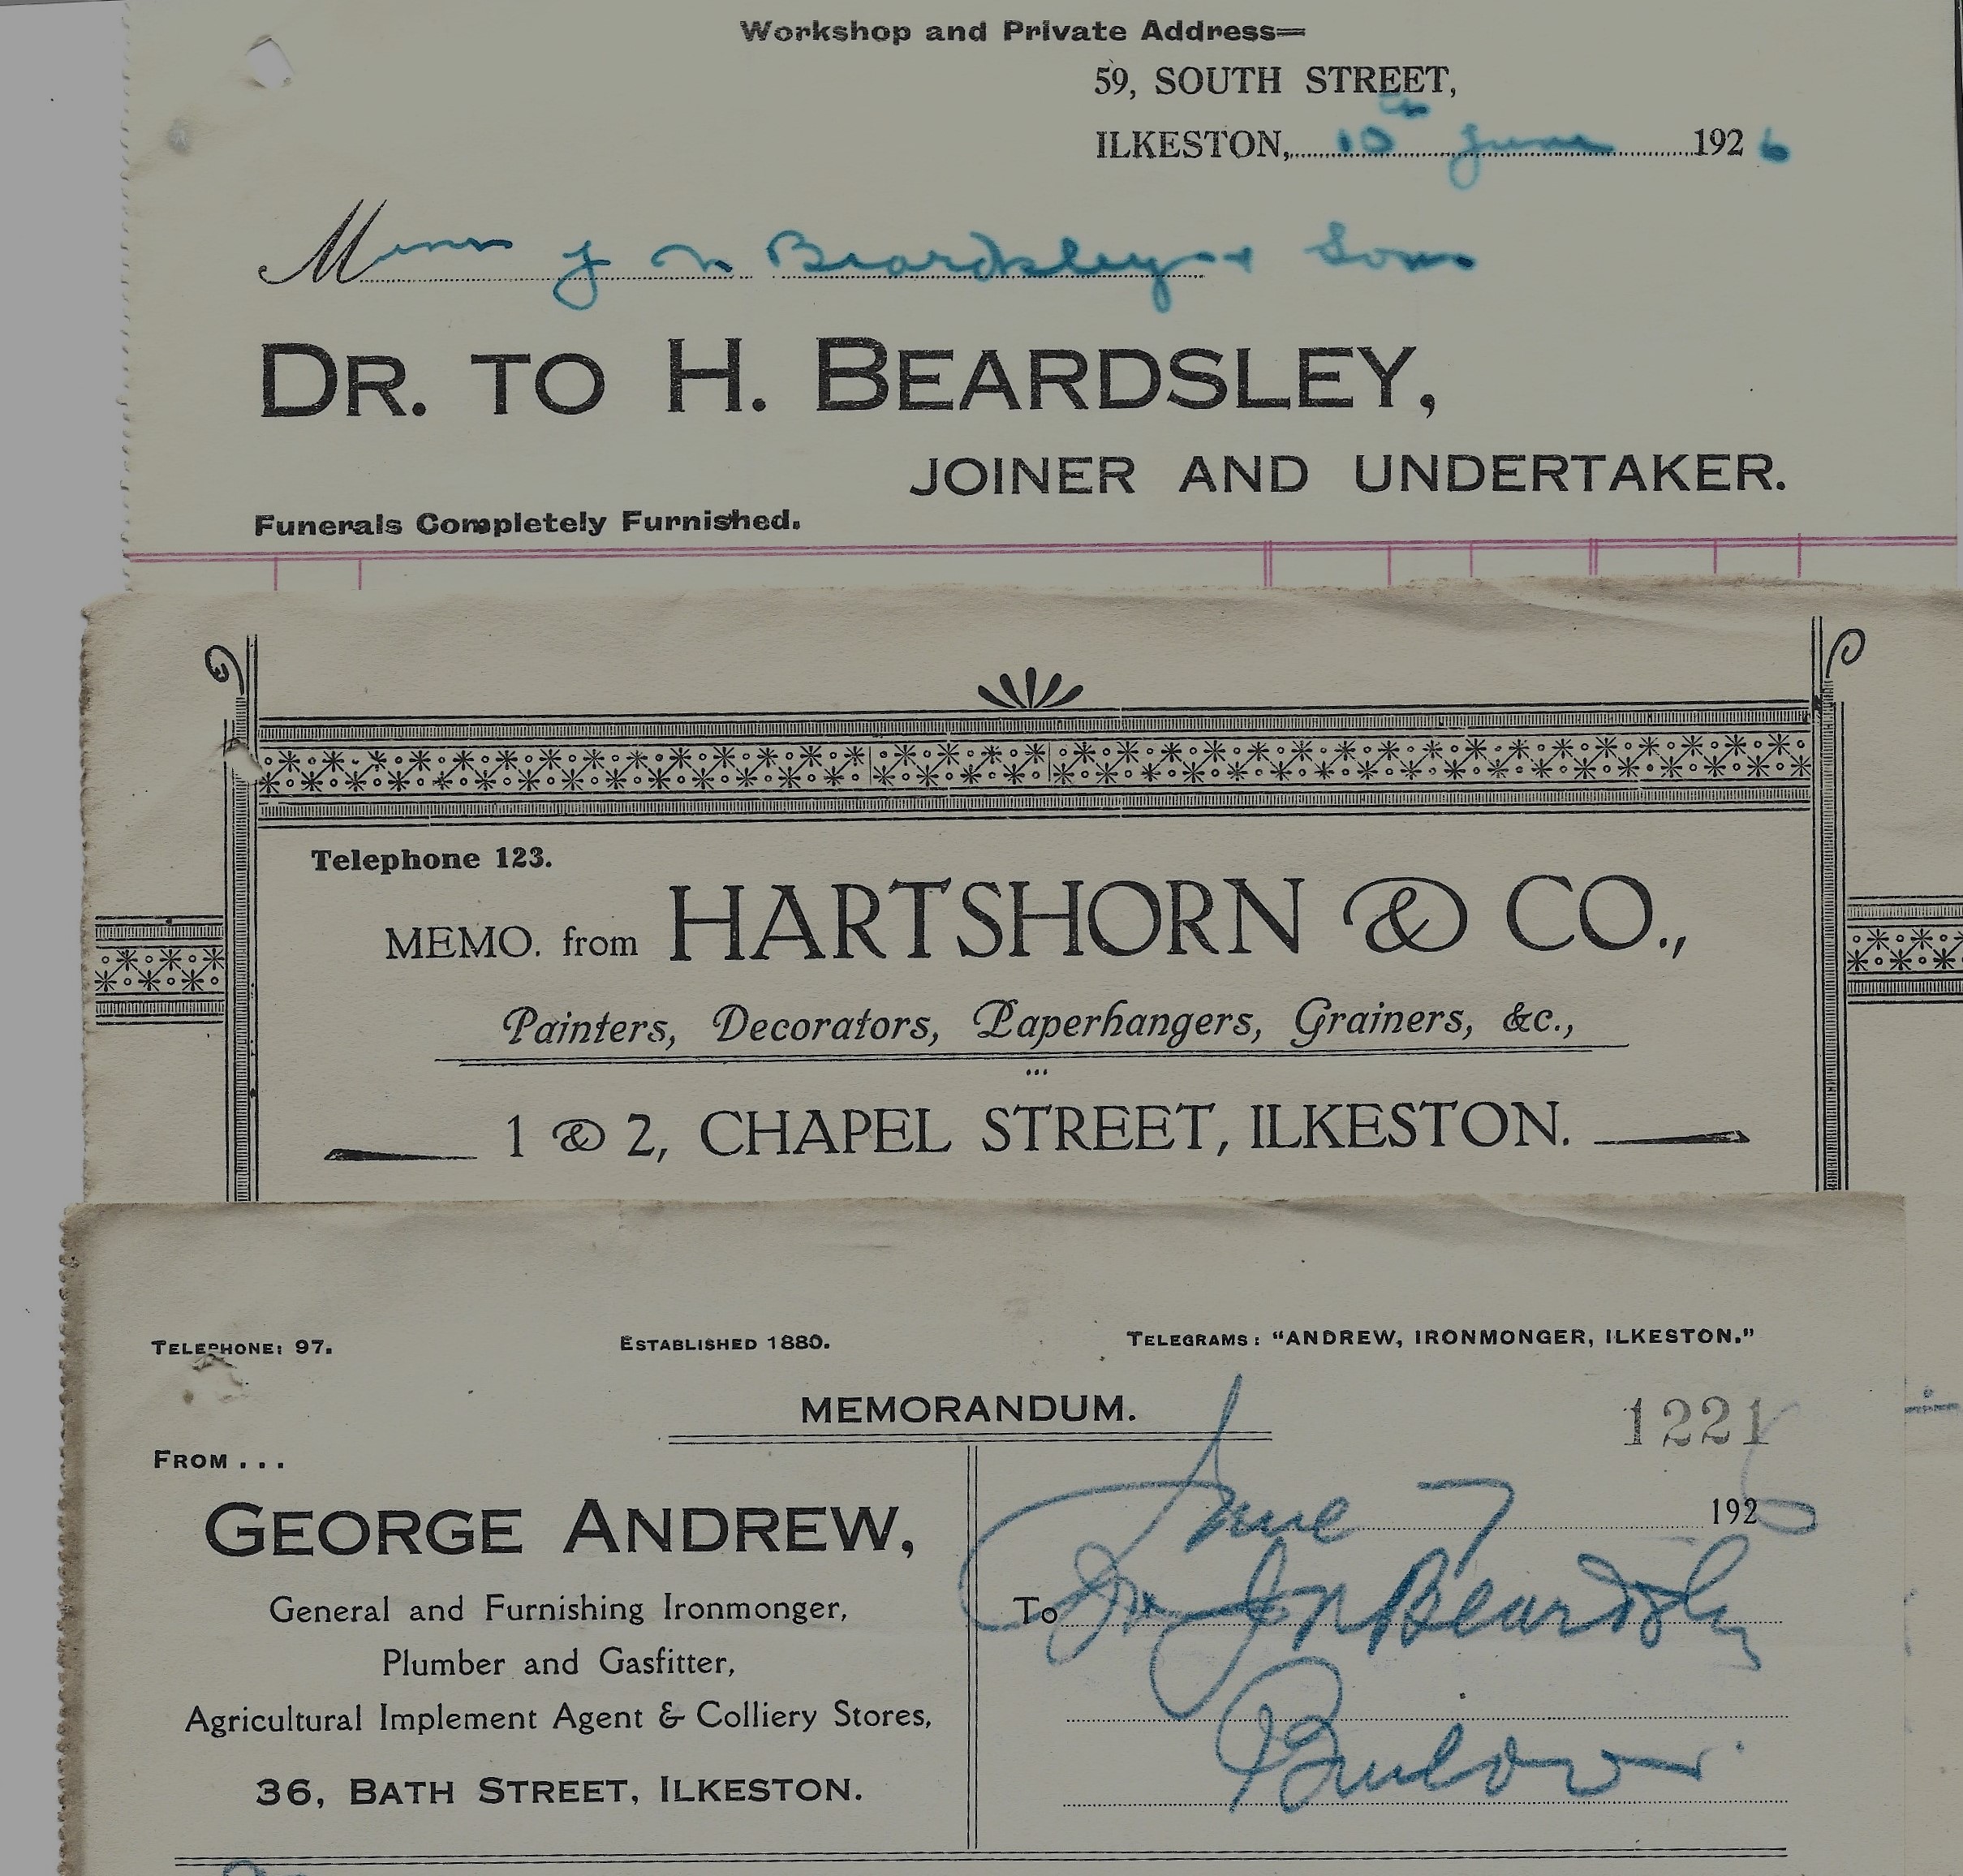 Workshop and Private Address=
59, SOUTH STREET,
ILKESTON, 10th June 1926
Messrs J N Beardsley & Sons
DR. TO H. BEARDSLEY,
JOINER AND UNDERTAKER.
Funerals Completely Furnished.
Telephone 123.
MEMO. from HARTSHORN & CO.,
Painters, Decorators, Paperhangers, Grainers, &c.,
1 & 2, CHAPEL STREET, ILKESTON.
TELEPHONE: 97. ESTABLISHED 1880. TELEGRAMS: "ANDREW, IRONMONGER, ILKESTON."
MEMORANDUM.
1221
FROM...
June 7 1926
GEORGE ANDREW,
General and Furnishing Ironmonger,
To Beardsley
Plumber and Gasfitter,
Agricultural Implement Agent & Colliery Stores,
36, BATH STREET, ILKESTON.